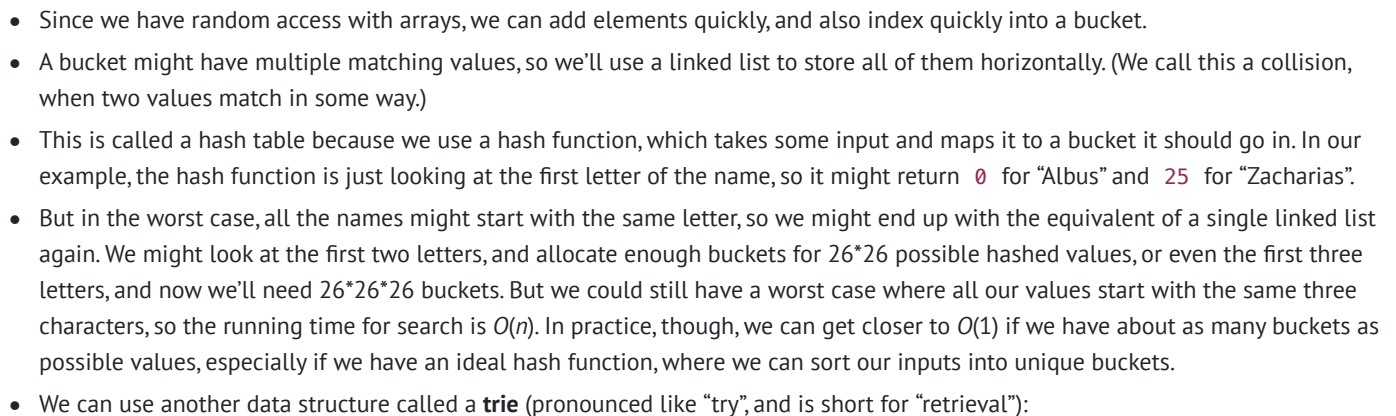 • Since we have random access with arrays, we can add elements quickly, and also index quickly into a bucket.
• A bucket might have multiple matching values, so we’ll use a linked list to store all of them horizontally. (We call this a collision,
when two values match in some way.)
• This is called a hash table because we use a hash function, which takes some input and maps it to a bucket it should go in. In our
example, the hash function is just looking at the first letter of the name, so it might return 0 for “Albus” and 25 for “Zacharias”.
• But in the worst case, all the names might start with the same letter, so we might end up with the equivalent of a single linked list
again. We might look at the first two letters, and allocate enough buckets for 26*26 possible hashed values, or even the first three
letters, and now we’ll need 26*26*26 buckets. But we could still have a worst case where all our values start with the same three
characters, so the running time for search is O(n). In practice, though, we can get closer to O(1) if we have about as many buckets as
possible values, especially if we have an ideal hash function, where we can sort our inputs into unique buckets.
• We can use another data structure called a trie (pronounced like “try”, and is short for “retrieval”):